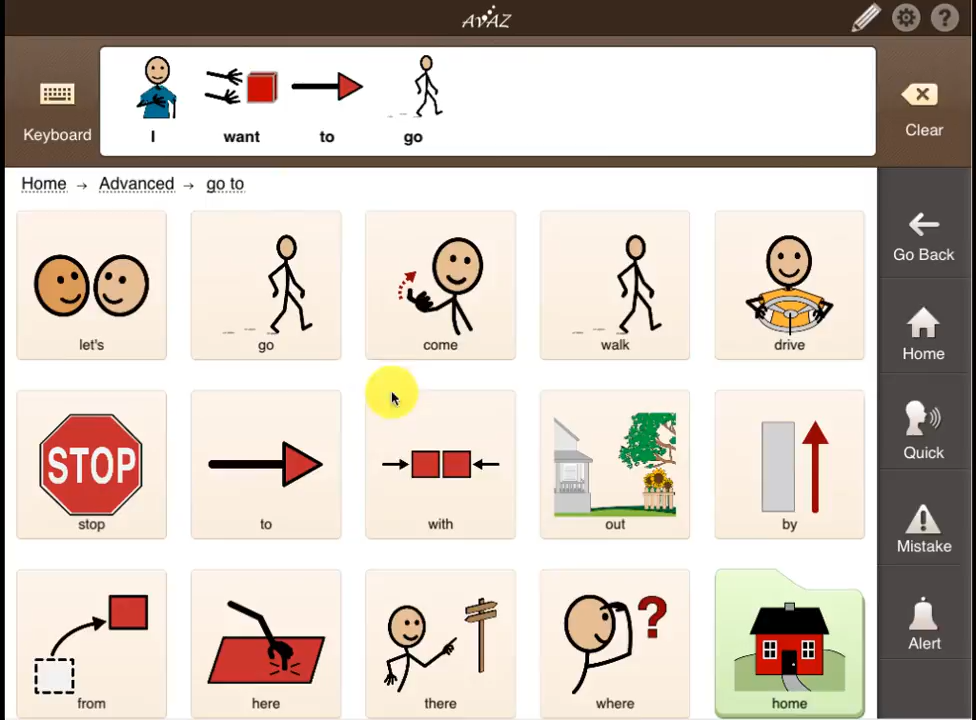 AVAZ
?
Keyboard
I want to go
Clear
Home → Advanced → go to
let's go come walk drive
Go Back
Home
STOP
stop to with out by
Quick
Mistake
?
from here there where home
Alert